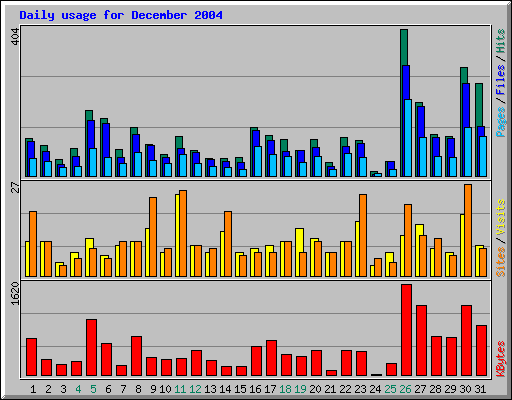 Daily usage for December 2004
404
Pages / Files / Hits
27
Sites / Visits
1620
KBytes
1 2 3 4 5 6 7 8 9 10 11 12 13 14 15 16 17 18 19 20 21 22 23 24 25 26 27 28 29 30 31